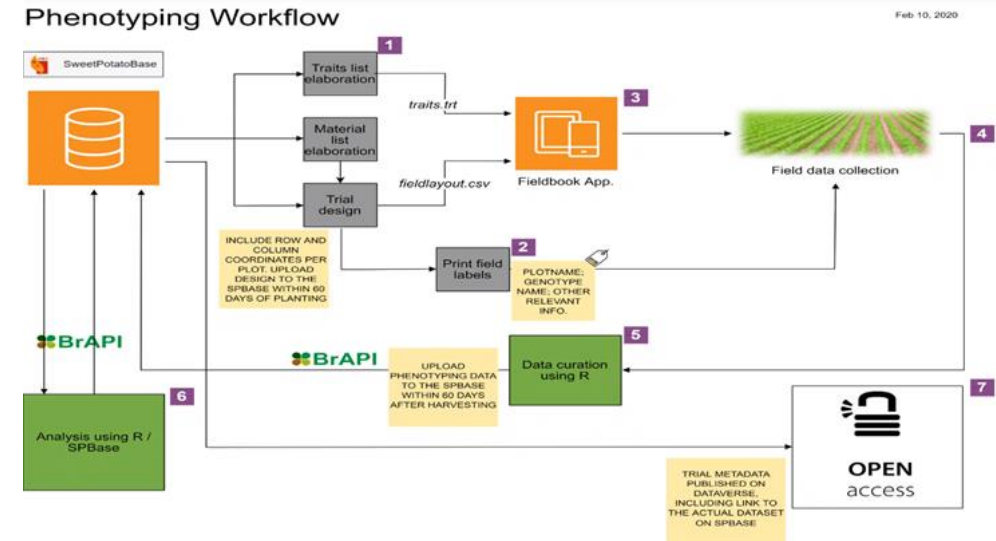 Phenotyping Workflow
Feb 10, 2020
SweetPotatoBase
1
Traits list
elaboration
traits.trt
Material
list
elaboration
Trial
design
fieldlayout.csv
3
Fieldbook App.
4
Field data collection
INCLUDE ROW AND
COLUMN
COORDINATES PER
PLOT. UPLOAD
DESIGN TO THE
SPBASE WITHIN 60
DAYS OF PLANTING
2
Print field
labels
PLOTNAME;
GENOTYPE
NAME; OTHER
RELEVANT
INFO.
BrAPI
BrAPI
UPLOAD
PHENOTYPING DATA
TO THE SPBASE
WITHIN 60 DAYS
AFTER HARVESTING
5
Data curation
using R
6
Analysis using R /
SPBase
7
OPEN
access
TRIAL METADATA
PUBLISHED ON
DATAVERSE,
INCLUDING LINK TO
THE ACTUAL DATASET
ON SPBASE